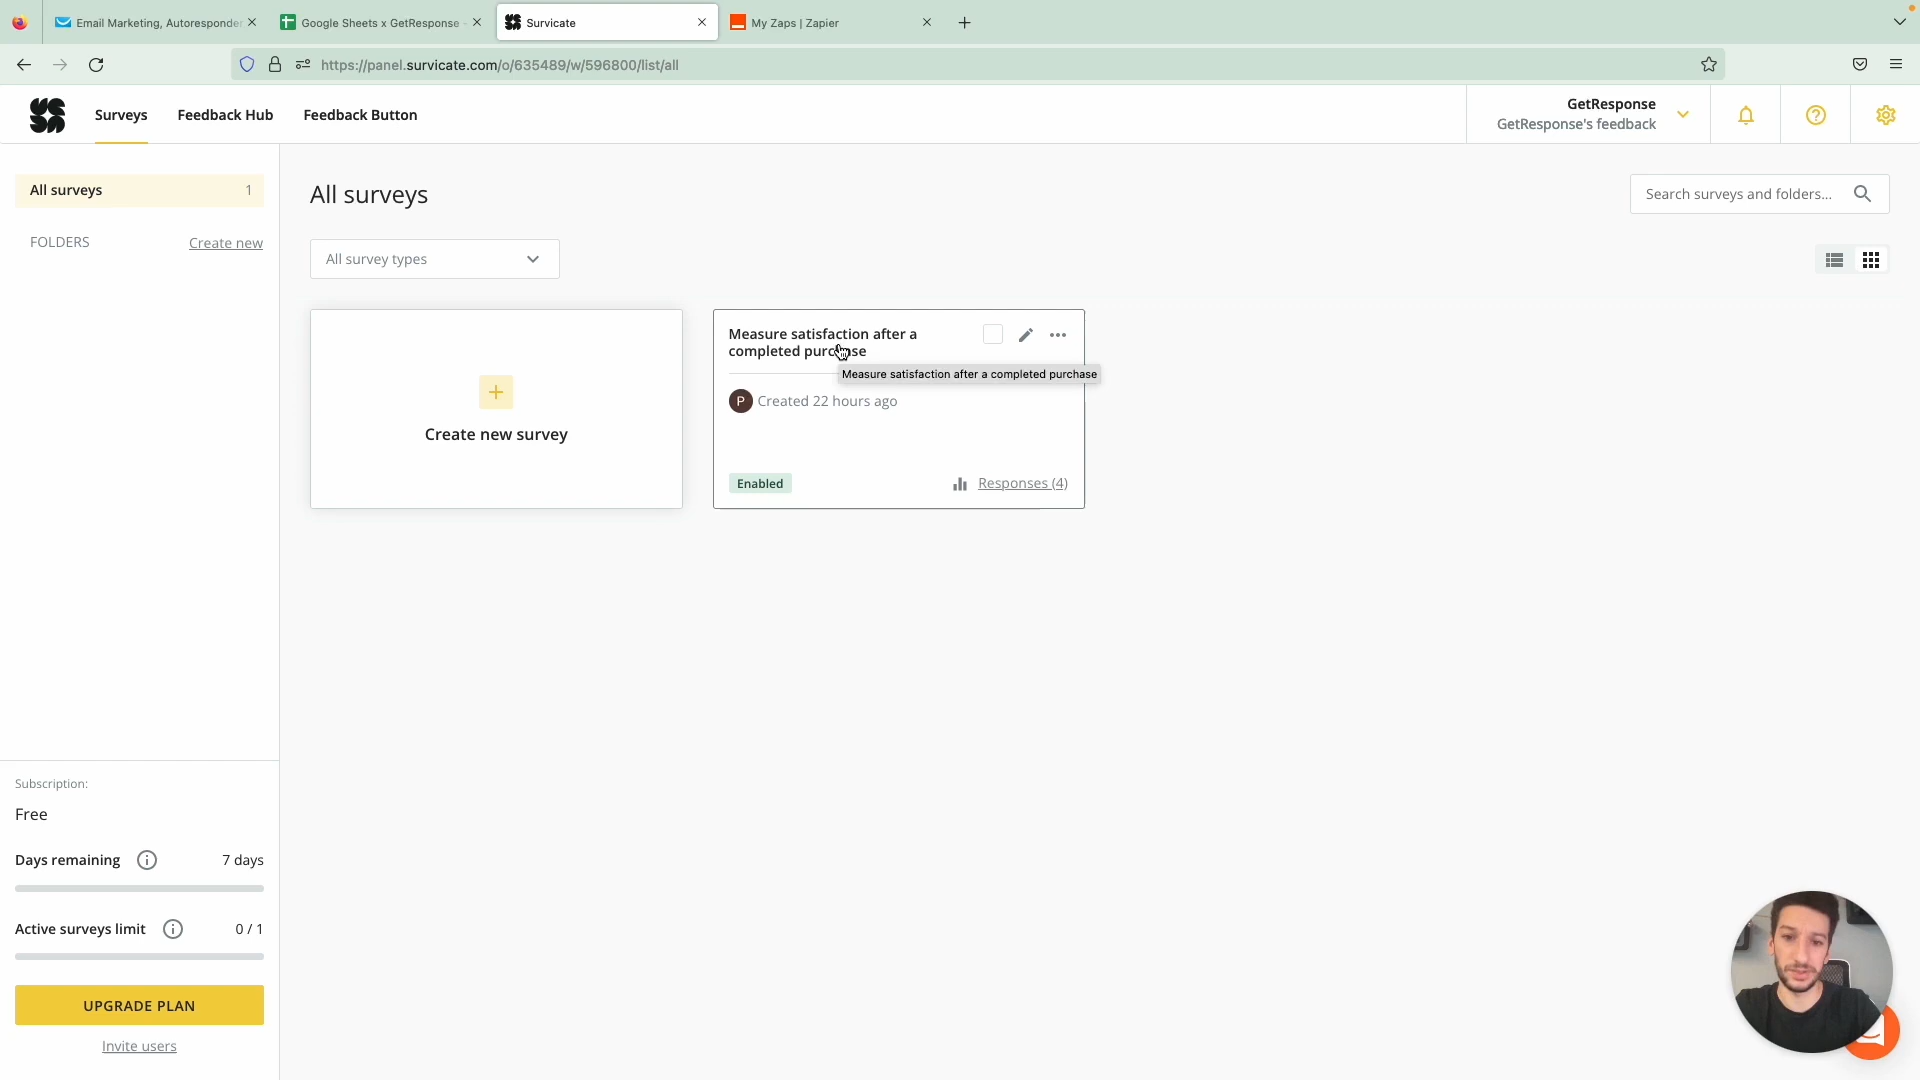 Email Marketing, Autoresponder
Google Sheets x GetResponse -
Survicate
My Zaps | Zapier
https://panel.survicate.com/o/635489/w/596800/list/all
Surveys
Feedback Hub
Feedback Button
GetResponse
GetResponse's feedback
All surveys 1
FOLDERS Create new
All surveys
Search surveys and folders...
All survey types
Create new survey
Measure satisfaction after a
completed purchase
Measure satisfaction after a completed purchase
P Created 22 hours ago
Enabled
Responses (4)
Subscription:
Free
Days remaining 7 days
Active surveys limit 0 / 1
UPGRADE PLAN
Invite users